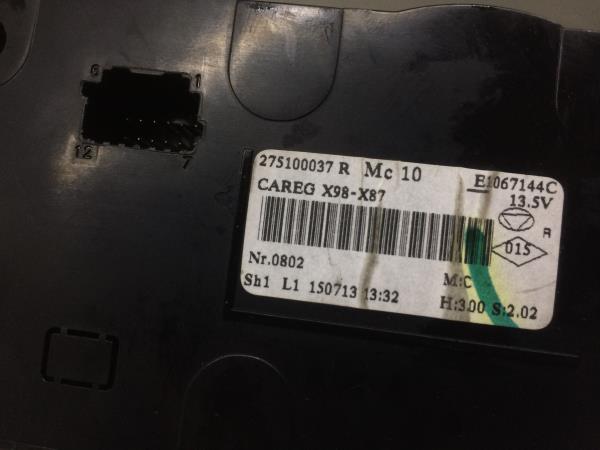 6 1
12 7
275100037 R Mc 10 E1067144C
CAREG X98-X87 13.5V
R
015
Nr.0802 M:C
Sh1 L1 150713 13:32 H:3.00 S:2.02